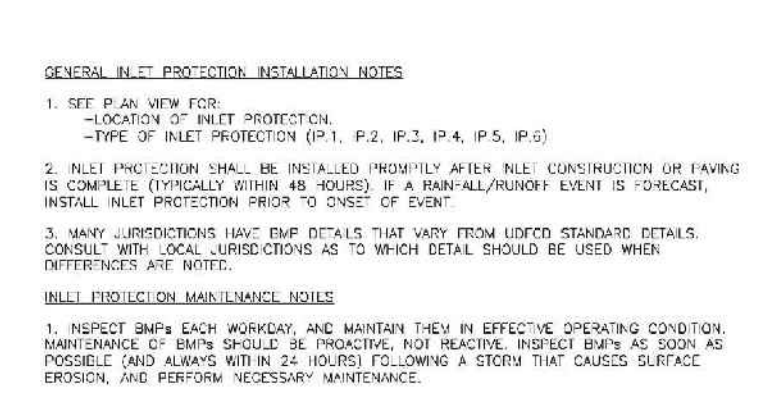 GENERAL INLET PROTECTION INSTALLATION NOTES
1. SEE PLAN VIEW FOR:
-LOCATION OF INLET PROTECTION.
-TYPE OF INLET PROTECTION (IP.1, IP.2, IP.3, IP.4, IP.5, IP.6)
2. INLET PROTECTION SHALL BE INSTALLED PROMPTLY AFTER INLET CONSTRUCTION OR PAVING
IS COMPLETE (TYPICALLY WITHIN 48 HOURS). IF A RAINFALL/RUNOFF EVENT IS FORECAST,
INSTALL INLET PROTECTION PRIOR TO ONSET OF EVENT.
3. MANY JURISDICTIONS HAVE BMP DETAILS THAT VARY FROM UDFCD STANDARD DETAILS.
CONSULT WITH LOCAL JURISDICTIONS AS TO WHICH DETAIL SHOULD BE USED WHEN
DIFFERENCES ARE NOTED.
INLET PROTECTION MAINTENANCE NOTES
1. INSPECT BMPs EACH WORKDAY, AND MAINTAIN THEM IN EFFECTIVE OPERATING CONDITION.
MAINTENANCE OF BMPs SHOULD BE PROACTIVE, NOT REACTIVE. INSPECT BMPs AS SOON AS
POSSIBLE (AND ALWAYS WITHIN 24 HOURS) FOLLOWING A STORM THAT CAUSES SURFACE
EROSION, AND PERFORM NECESSARY MAINTENANCE.